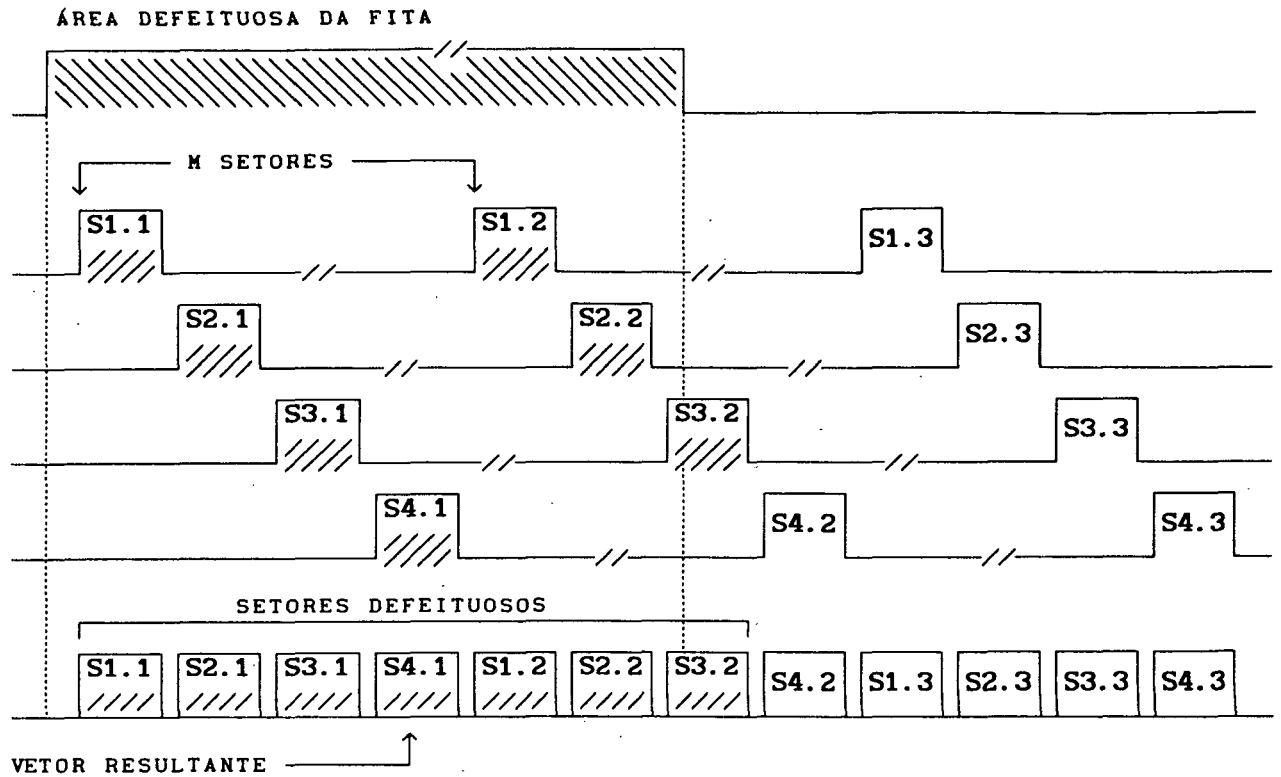 ÁREA DEFEITUOSA DA FITA
M SETORES
S1.1 S1.2 S1.3
S2.1 S2.2 S2.3
S3.1 S3.2 S3.3
S4.1 S4.2 S4.3
SETORES DEFEITUOSOS
S1.1 S2.1 S3.1 S4.1 S1.2 S2.2 S3.2 S4.2 S1.3 S2.3 S3.3 S4.3
VETOR RESULTANTE